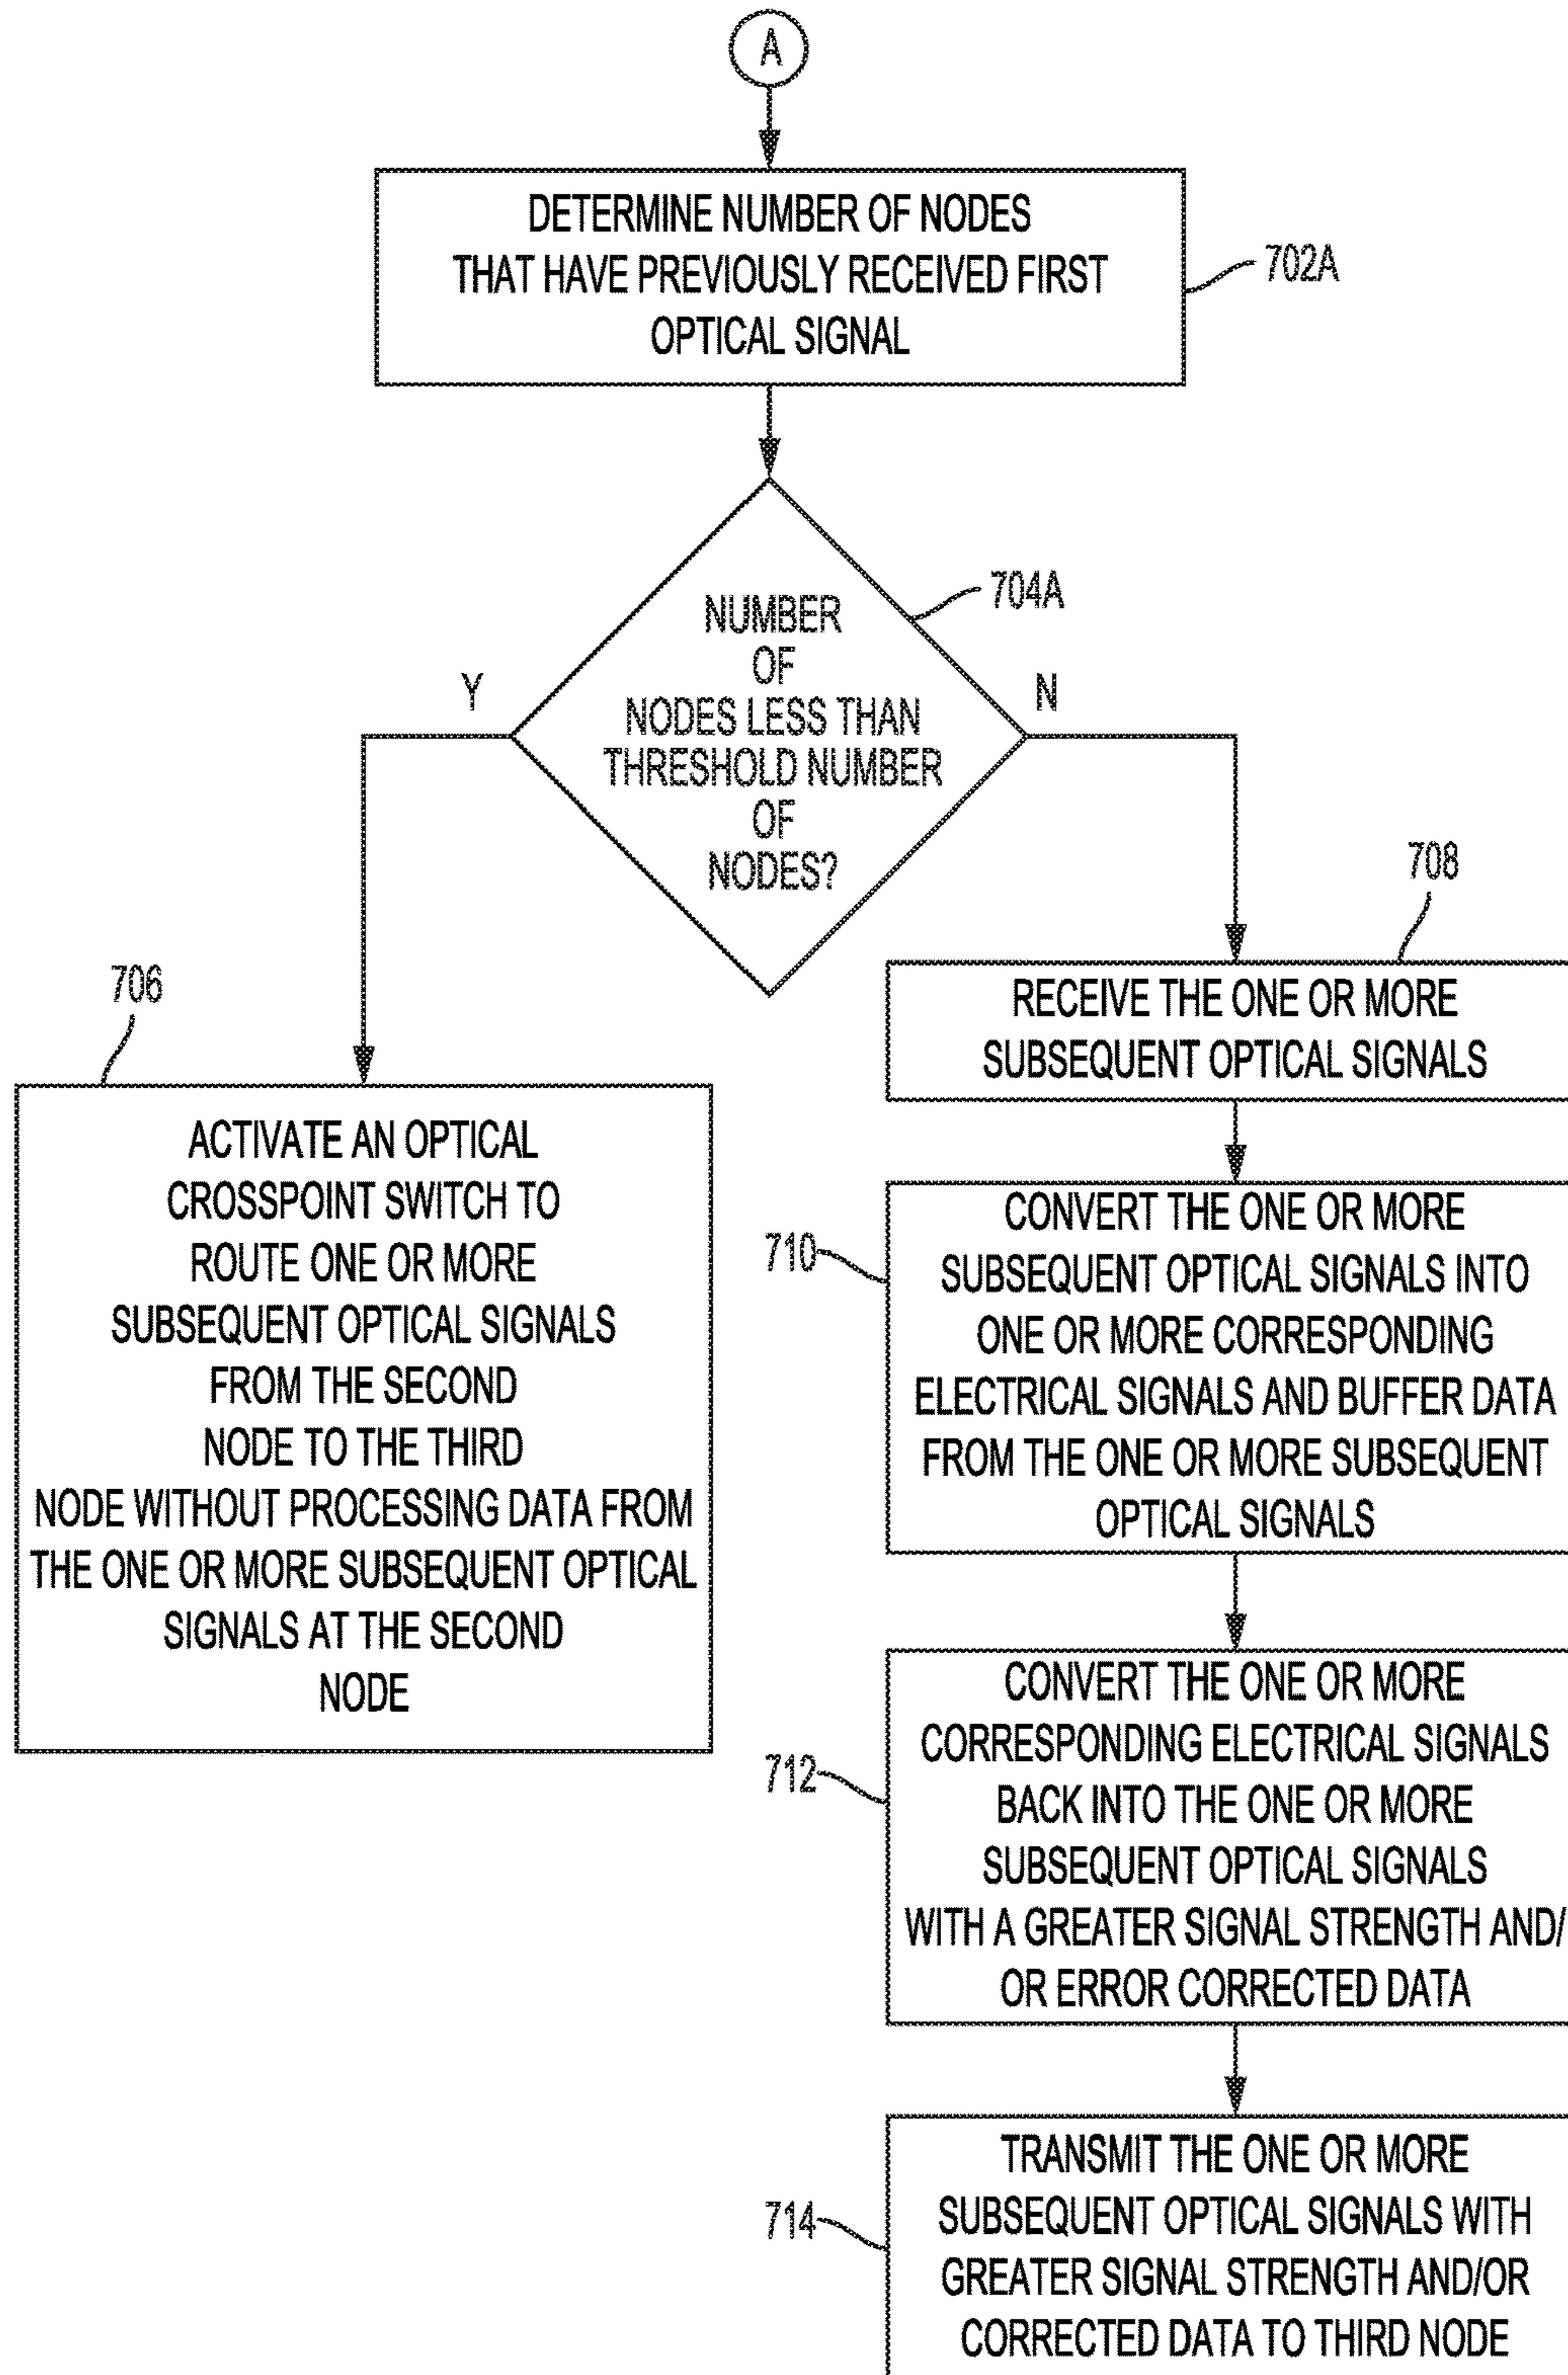 A
DETERMINE NUMBER OF NODES
THAT HAVE PREVIOUSLY RECEIVED FIRST
OPTICAL SIGNAL
702A
NUMBER
OF
NODES LESS THAN
THRESHOLD NUMBER
OF
NODES?
704A
Y
N
706
ACTIVATE AN OPTICAL
CROSSPOINT SWITCH TO
ROUTE ONE OR MORE
SUBSEQUENT OPTICAL SIGNALS
FROM THE SECOND
NODE TO THE THIRD
NODE WITHOUT PROCESSING DATA FROM
THE ONE OR MORE SUBSEQUENT OPTICAL
SIGNALS AT THE SECOND
NODE
708
RECEIVE THE ONE OR MORE
SUBSEQUENT OPTICAL SIGNALS
710
CONVERT THE ONE OR MORE
SUBSEQUENT OPTICAL SIGNALS INTO
ONE OR MORE CORRESPONDING
ELECTRICAL SIGNALS AND BUFFER DATA
FROM THE ONE OR MORE SUBSEQUENT
OPTICAL SIGNALS
712
CONVERT THE ONE OR MORE
CORRESPONDING ELECTRICAL SIGNALS
BACK INTO THE ONE OR MORE
SUBSEQUENT OPTICAL SIGNALS
WITH A GREATER SIGNAL STRENGTH AND/
OR ERROR CORRECTED DATA
714
TRANSMIT THE ONE OR MORE
SUBSEQUENT OPTICAL SIGNALS WITH
GREATER SIGNAL STRENGTH AND/OR
CORRECTED DATA TO THIRD NODE